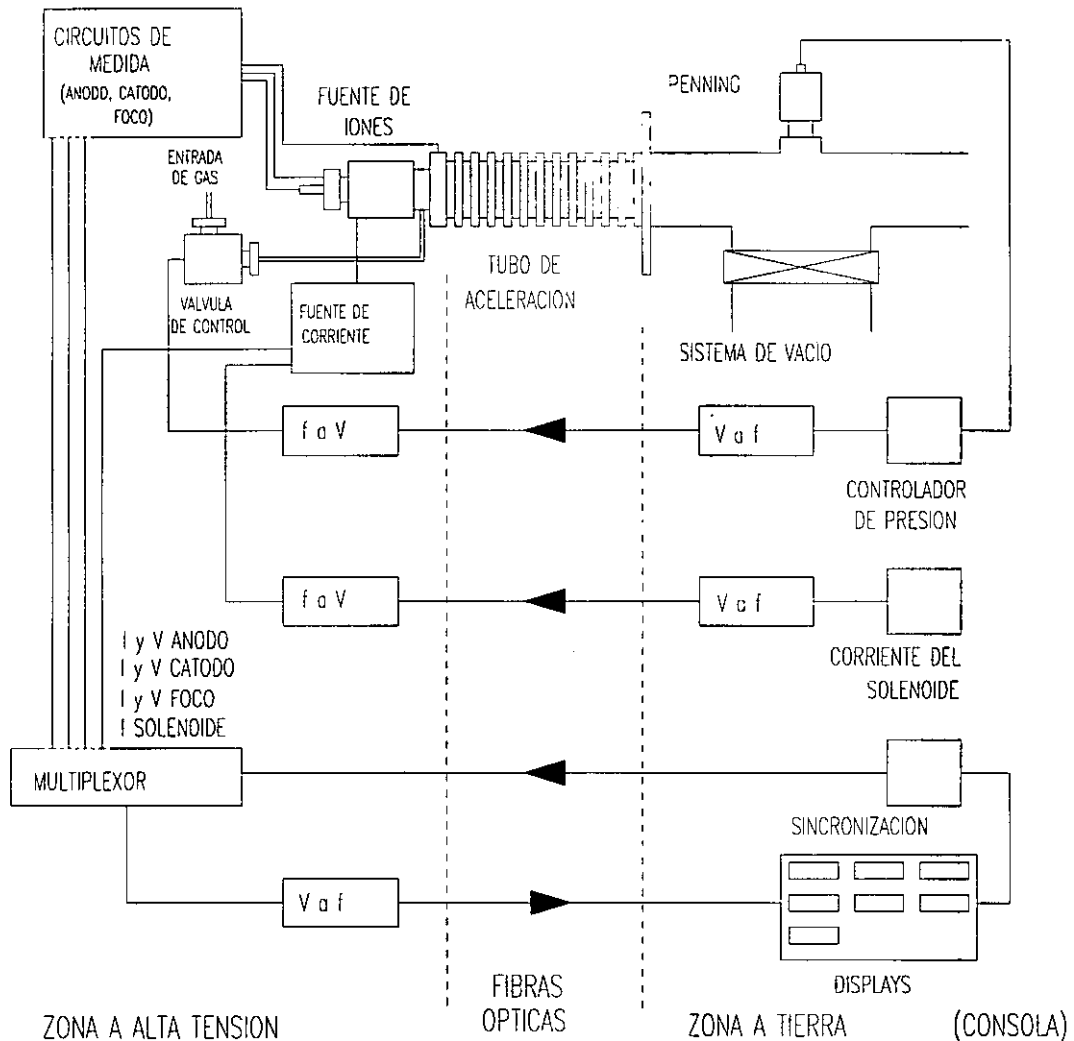 CIRCUITOS DE
MEDIDA
(ANODO, CATODO,
FOCO)
FUENTE DE
IONES
PENNING
ENTRADA
DE GAS
VALVULA
DE CONTROL
FUENTE DE
CORRIENTE
TUBO DE
ACELERACION
SISTEMA DE VACIO
f a V
V a f
CONTROLADOR
DE PRESION
f a V
V a f
CORRIENTE DEL
SOLENOIDE
I y V ANODO
I y V CATODO
I y V FOCO
I SOLENOIDE
MULTIPLEXOR
SINCRONIZACION
V a f
DISPLAYS
FIBRAS
OPTICAS
ZONA A ALTA TENSION
ZONA A TIERRA
(CONSOLA)